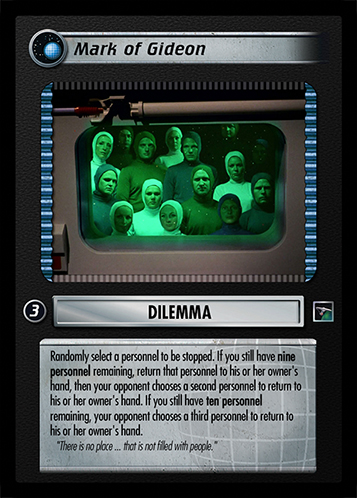 Mark of Gideon
3
DILEMMA
Randomly select a personnel to be stopped. If you still have nine
personnel remaining, return that personnel to his or her owner's
hand, then your opponent chooses a second personnel to return to
his or her owner's hand. If you still have ten personnel
remaining, your opponent chooses a third personnel to return to
his or her owner's hand.
"There is no place ... that is not filled with people."